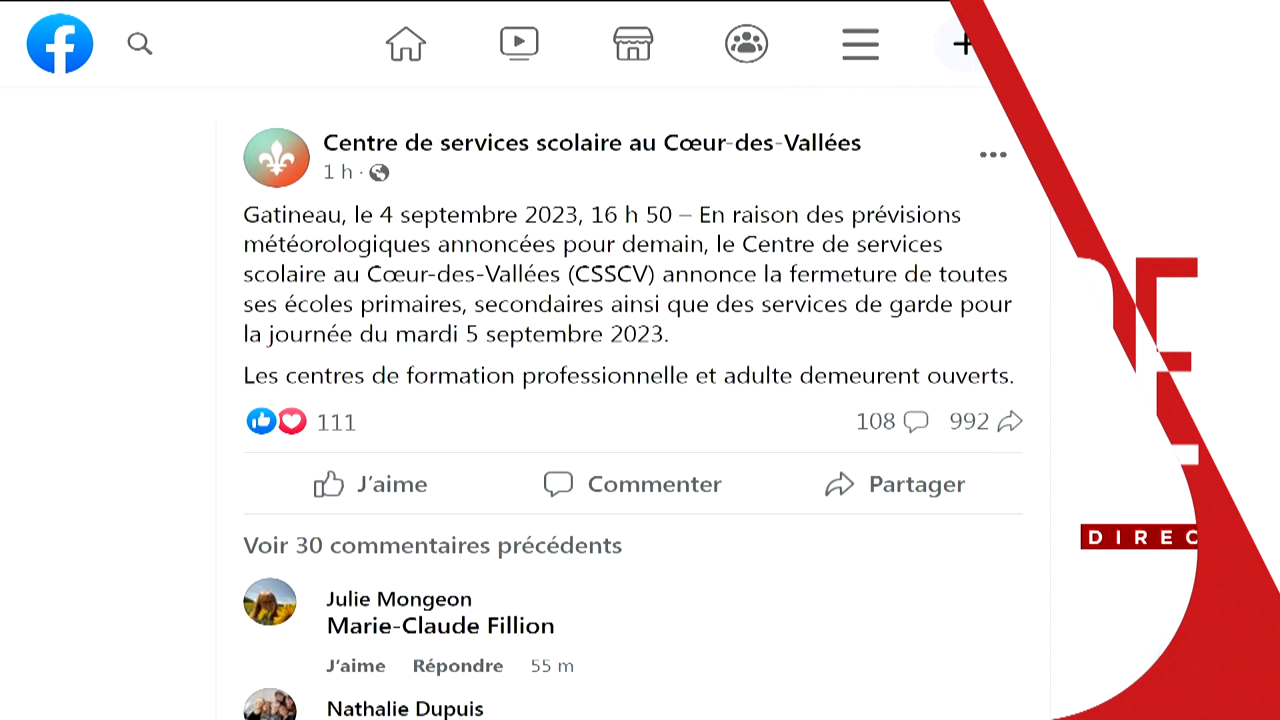 Centre de services scolaire au Cœur-des-Vallées
1 h ·
Gatineau, le 4 septembre 2023, 16 h 50 – En raison des prévisions
météorologiques annoncées pour demain, le Centre de services
scolaire au Cœur-des-Vallées (CSSCV) annonce la fermeture de toutes
ses écoles primaires, secondaires ainsi que des services de garde pour
la journée du mardi 5 septembre 2023.
Les centres de formation professionnelle et adulte demeurent ouverts.
111
108 992
J'aime Commenter Partager
Voir 30 commentaires précédents
Julie Mongeon
Marie-Claude Fillion
J'aime Répondre 55 m
Nathalie Dupuis
DIREC